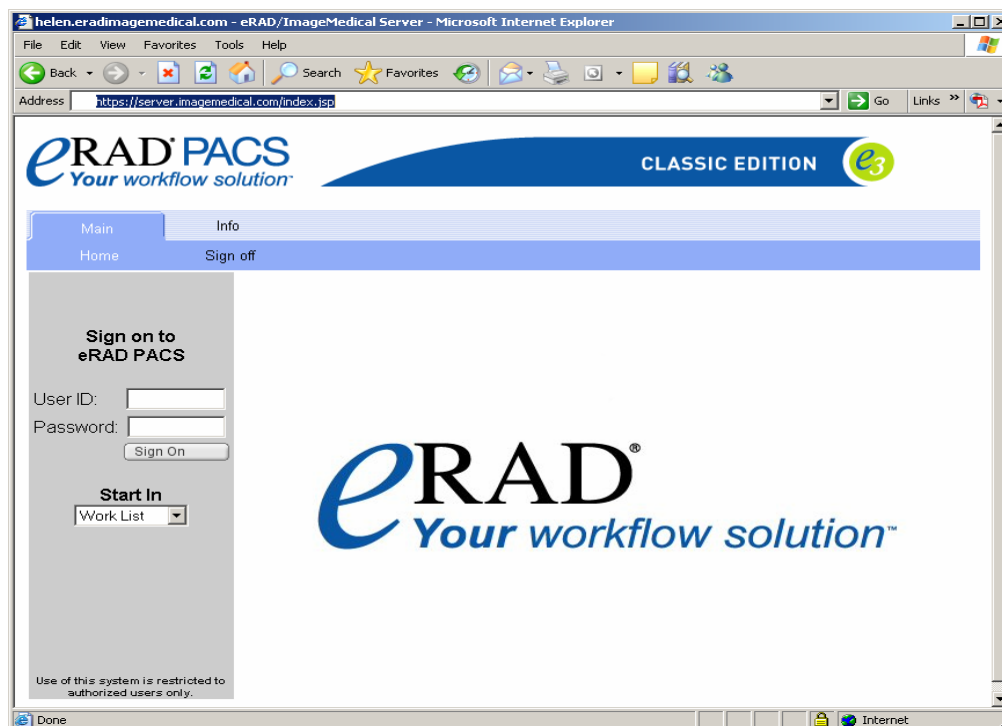 helen.eradimagemedical.com - eRAD/ImageMedical Server - Microsoft Internet Explorer
File Edit View Favorites Tools Help
Back Search Favorites
Address https://server.imagemedical.com/index.jsp Go Links »
eRAD® PACS
Your workflow solution™
CLASSIC EDITION e3
Main Info
Home Sign off
Sign on to
eRAD PACS
User ID:
Password:
Sign On
Start In
Work List
eRAD®
Your workflow solution™
Use of this system is restricted to
authorized users only.
Done Internet